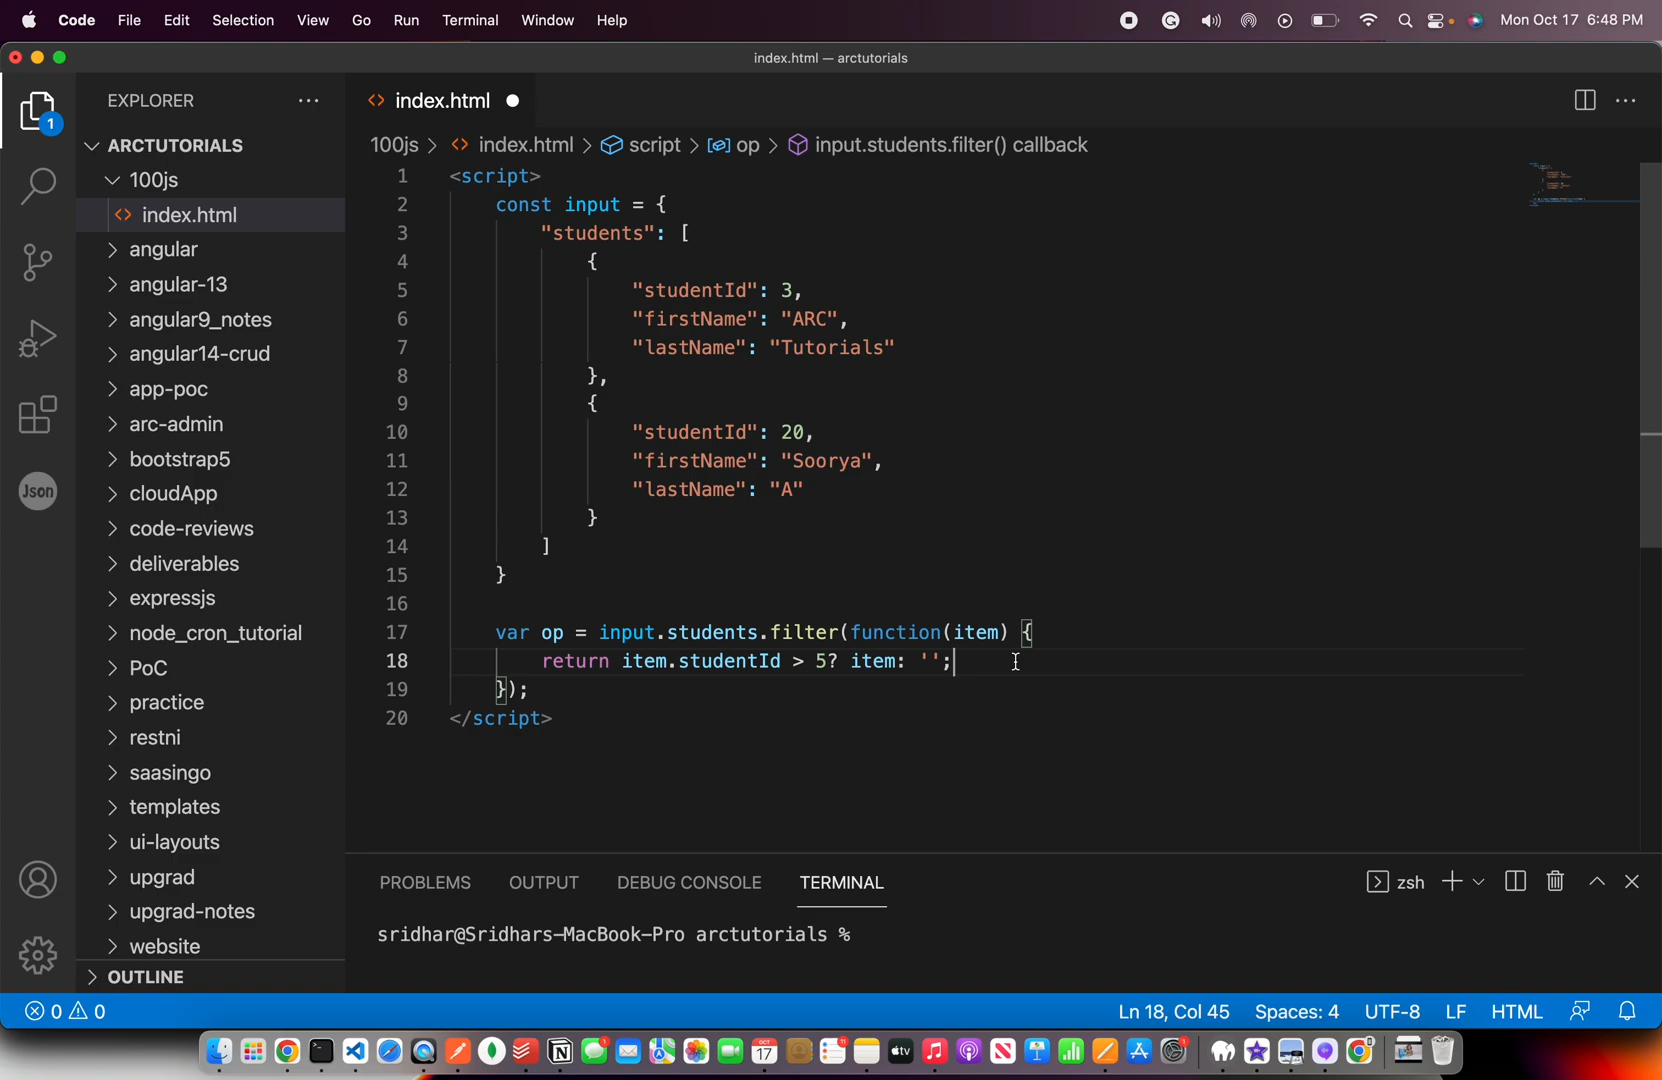 Code File Edit Selection View Go Run Terminal Window Help Mon Oct 17 6:48 PM
index.html — arctutorials
EXPLORER ···
1
ARCTUTORIALS
100js
index.html
angular
angular-13
angular9_notes
angular14-crud
app-poc
arc-admin
bootstrap5
cloudApp
code-reviews
deliverables
expressjs
node_cron_tutorial
PoC
practice
restni
saasingo
templates
ui-layouts
upgrad
upgrad-notes
website
OUTLINE
Json
index.html
100js > index.html > script > op > input.students.filter() callback
1 <script>
2 const input = {
3 "students": [
4 {
5 "studentId": 3,
6 "firstName": "ARC",
7 "lastName": "Tutorials"
8 },
9 {
10 "studentId": 20,
11 "firstName": "Soorya",
12 "lastName": "A"
13 }
14 ]
15 }
16
17 var op = input.students.filter(function(item) {
18 return item.studentId > 5? item: '';
19 });
20 </script>
PROBLEMS OUTPUT DEBUG CONSOLE TERMINAL zsh
sridhar@Sridhars-MacBook-Pro arctutorials %
0 0 Ln 18, Col 45 Spaces: 4 UTF-8 LF HTML
OCT
17
1
11
tv
1